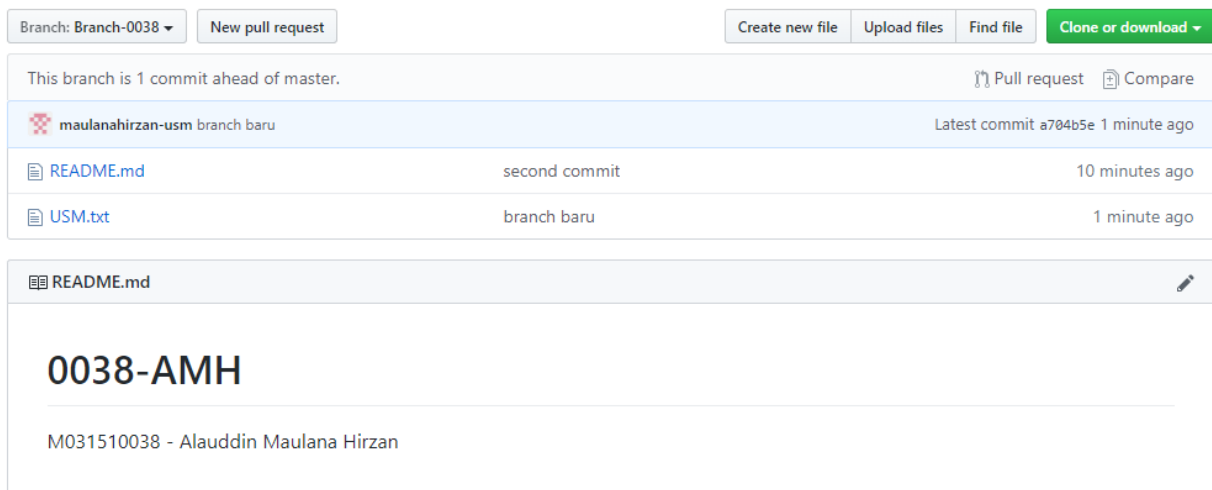 Branch: Branch-0038 New pull request Create new file Upload files Find file Clone or download
This branch is 1 commit ahead of master. Pull request Compare
maulanahirzan-usm branch baru Latest commit a704b5e 1 minute ago
README.md second commit 10 minutes ago
USM.txt branch baru 1 minute ago
README.md
0038-AMH
M031510038 - Alauddin Maulana Hirzan